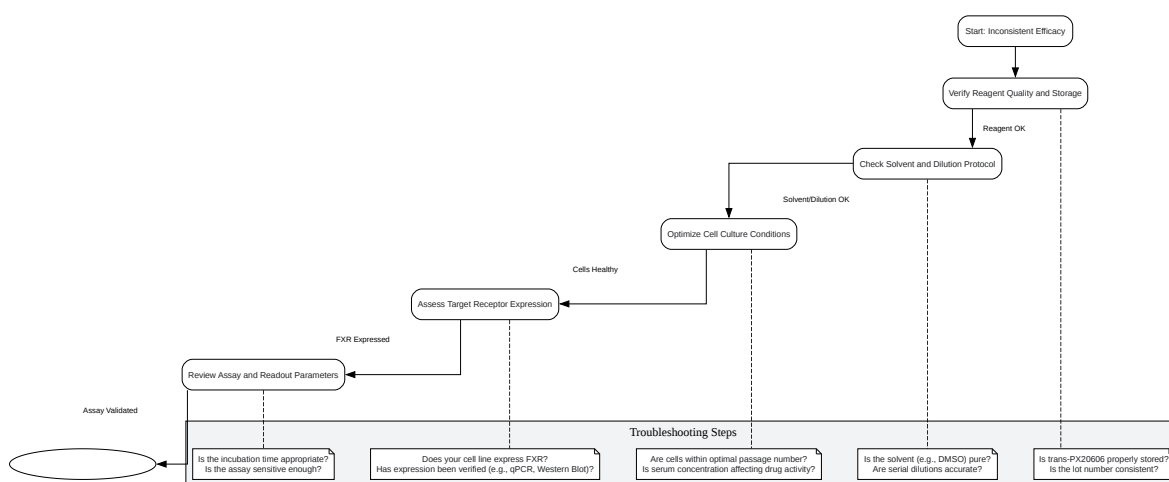 Start: Inconsistent Efficacy
Verify Reagent Quality and Storage
Reagent OK
Check Solvent and Dilution Protocol
Solvent/Dilution OK
Optimize Cell Culture Conditions
Cells Healthy
Assess Target Receptor Expression
FXR Expressed
Review Assay and Readout Parameters
Assay Validated
Troubleshooting Steps
Is the incubation time appropriate?
Is the assay sensitive enough?
Does your cell line express FXR?
Has expression been verified (e.g., qPCR, Western Blot)?
Are cells within optimal passage number?
Is serum concentration affecting drug activity?
Is the solvent (e.g., DMSO) pure?
Are serial dilutions accurate?
Is trans-PX20606 properly stored?
Is the lot number consistent?